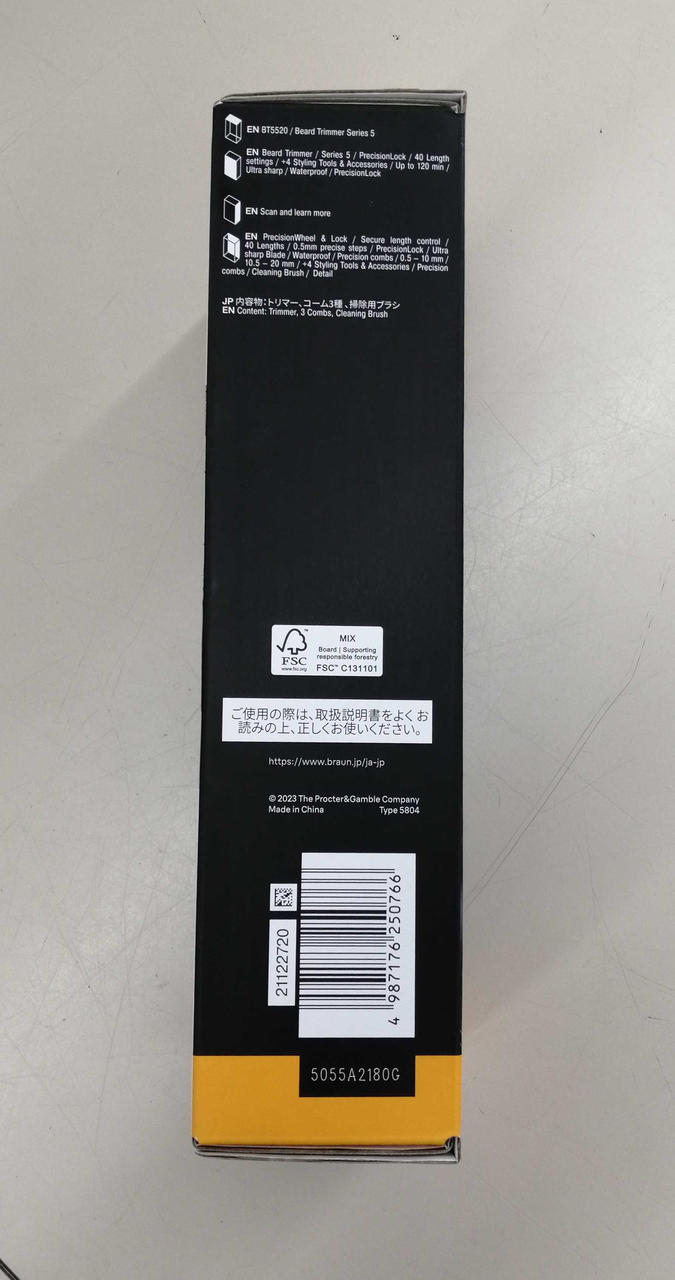 EN BT5520 / Beard Trimmer Series 5
EN Beard Trimmer / Series 5 / PrecisionLock / 40 Length
settings / +4 Styling Tools & Accessories / Up to 120 min /
Ultra sharp / Waterproof / PrecisionLock
EN Scan and learn more
EN PrecisionWheel & Lock / Secure length control /
40 Lengths / 0.5mm precise steps / PrecisionLock / Ultra
sharp Blade / Waterproof / Precision combs / 0.5 – 10 mm /
10.5 – 20 mm / +4 Styling Tools & Accessories / Precision
combs / Cleaning Brush / Detail
JP 内容物：トリマー、コーム3種、掃除用ブラシ
EN Content: Trimmer, 3 Combs, Cleaning Brush
FSC™
www.fsc.org
MIX
Board | Supporting
responsible forestry
FSC™ C131101
ご使用の際は、取扱説明書をよくお
読みの上、正しくお使いください。
https://www.braun.jp/ja-jp
© 2023 The Procter&Gamble Company
Made in China Type 5804
21122720
4 987176 250766
5055A2180G